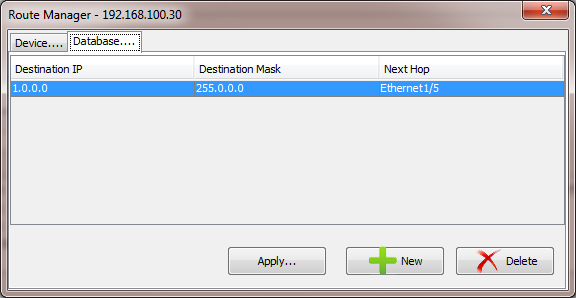 Route Manager - 192.168.100.30
Device.... Database....
Destination IP Destination Mask Next Hop
1.0.0.0 255.0.0.0 Ethernet1/5
Apply... New Delete